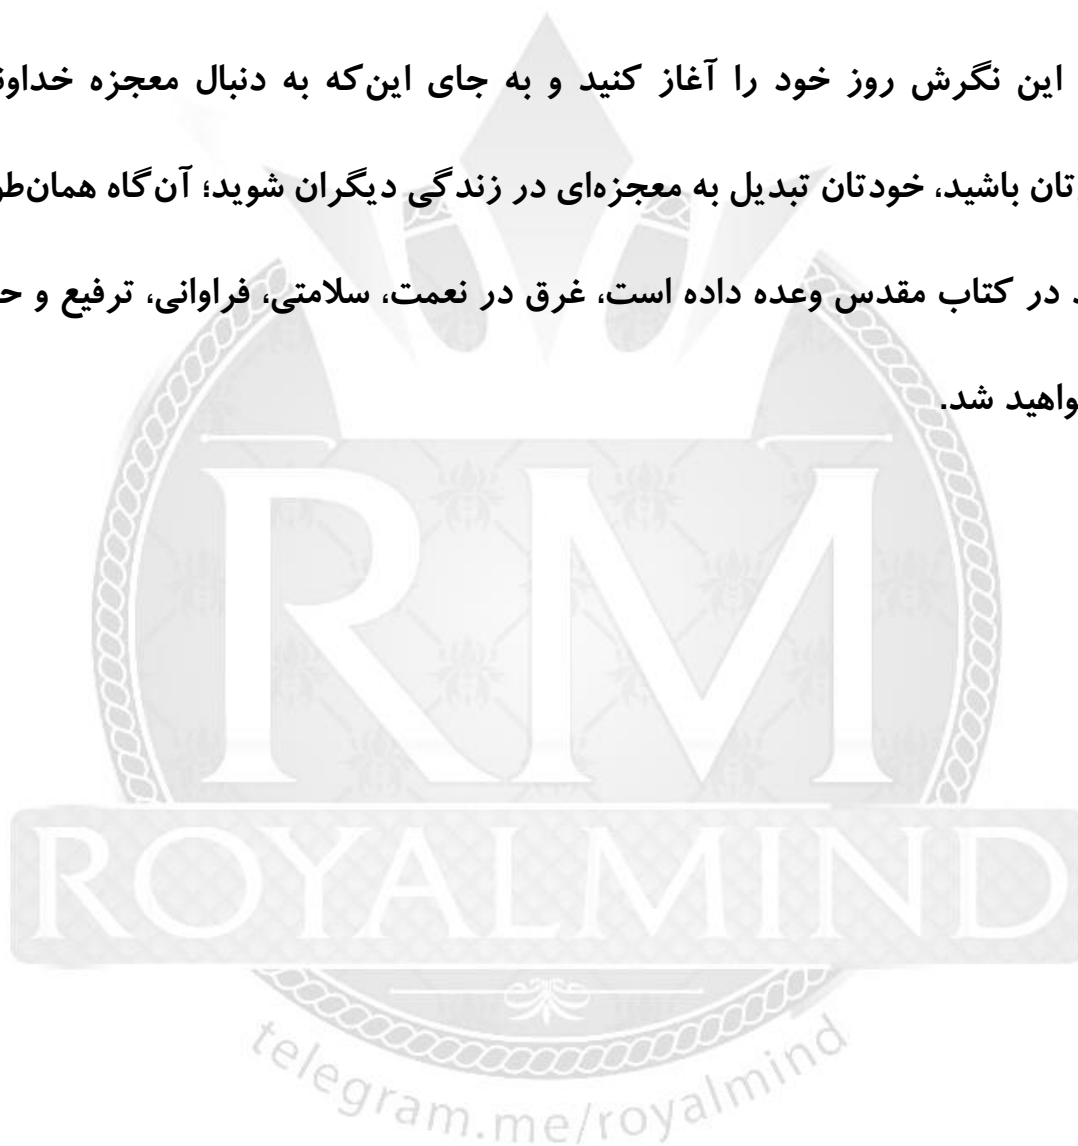 این نگرش روز خود را آغاز کنید و به جای این‌که به دنبال معجزه
تان باشید، خودتان تبدیل به معجزه‌ای در زندگی دیگران شوید؛ آن‌گاه
در کتاب مقدس وعده داده است، غرق در نعمت، سلامتی، فراوانی، ترفیع و
شد.
RM
ROYALMIND
telegram.me/royalmind